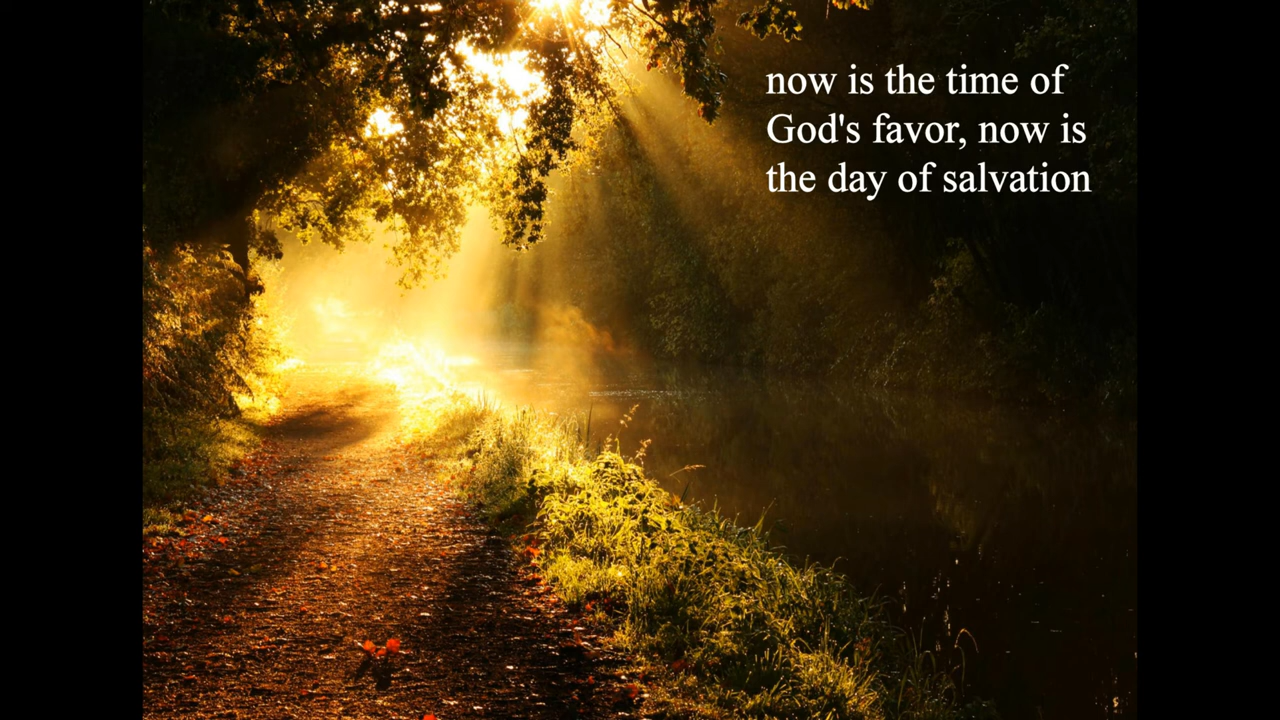 now is the time of
God's favor, now is
the day of salvation